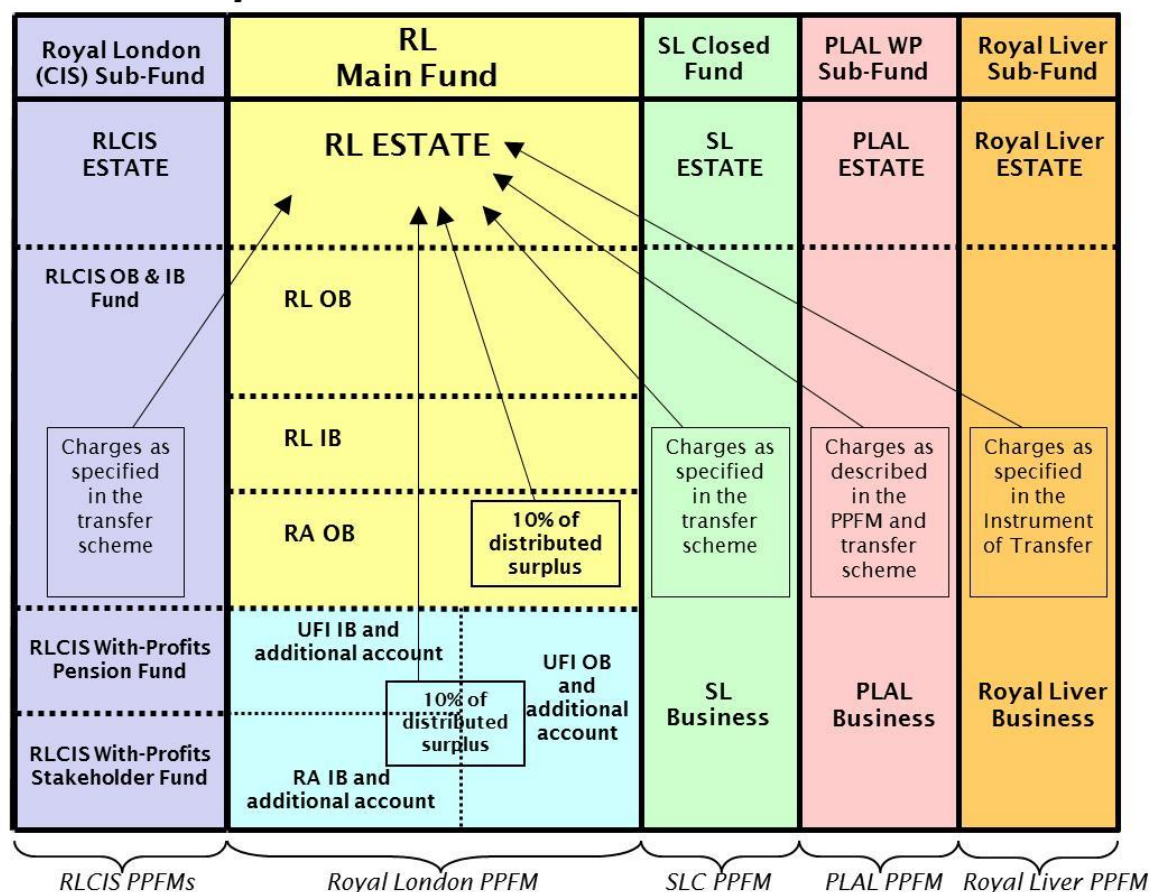 Royal London
(CIS) Sub-Fund
RL
Main Fund
SL Closed
Fund
PLAL WP
Sub-Fund
Royal Liver
Sub-Fund
RLCIS
ESTATE
RL ESTATE
SL
ESTATE
PLAL
ESTATE
Royal Liver
ESTATE
RLCIS OB & IB
Fund
RL OB
RL IB
RA OB
Charges as
specified
in the
transfer
scheme
10% of
distributed
surplus
Charges as
specified
in the
transfer
scheme
Charges as
described
in the
PPFM and
transfer
scheme
Charges as
specified
in the
Instrument
of Transfer
RLCIS With-Profits
Pension Fund
RLCIS With-Profits
Stakeholder Fund
UFI IB and
additional account
10% of
distributed
surplus
UFI OB
and
additional
account
RA IB and
additional account
SL
Business
PLAL
Business
Royal Liver
Business
RLCIS PPFMs
Royal London PPFM
SLC PPFM
PLAL PPFM
Royal Liver PPFM